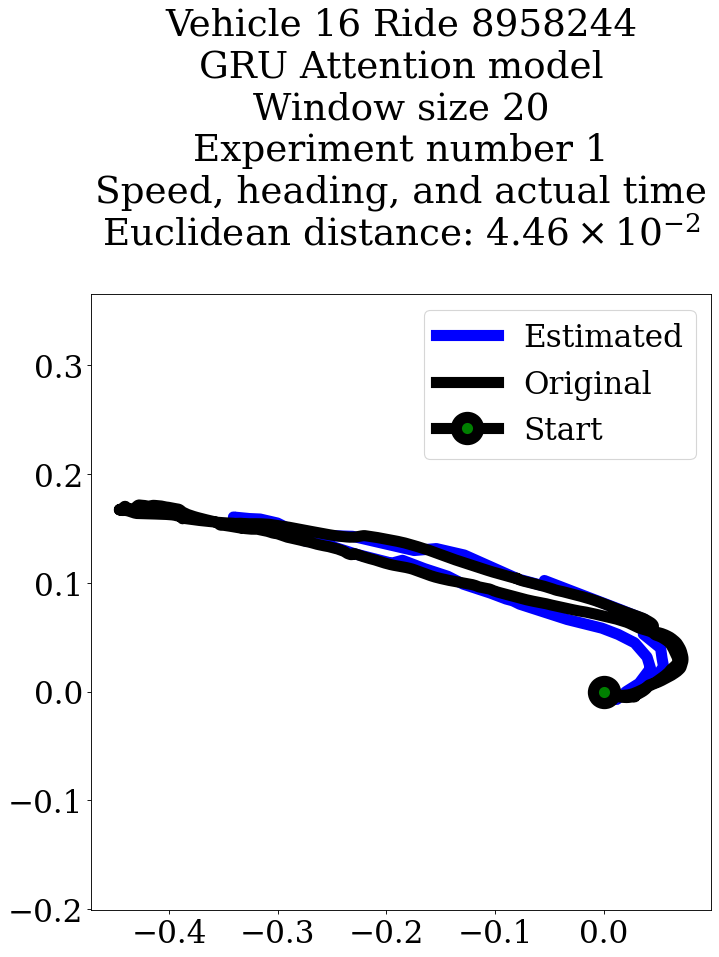 Vehicle 16 Ride 8958244
GRU Attention model
Window size 20
Experiment number 1
Speed, heading, and actual time
Euclidean distance: 4.46 × 10⁻²
Estimated
Original
Start
0.3
0.2
0.1
0.0
−0.1
−0.2
−0.4 −0.3 −0.2 −0.1 0.0